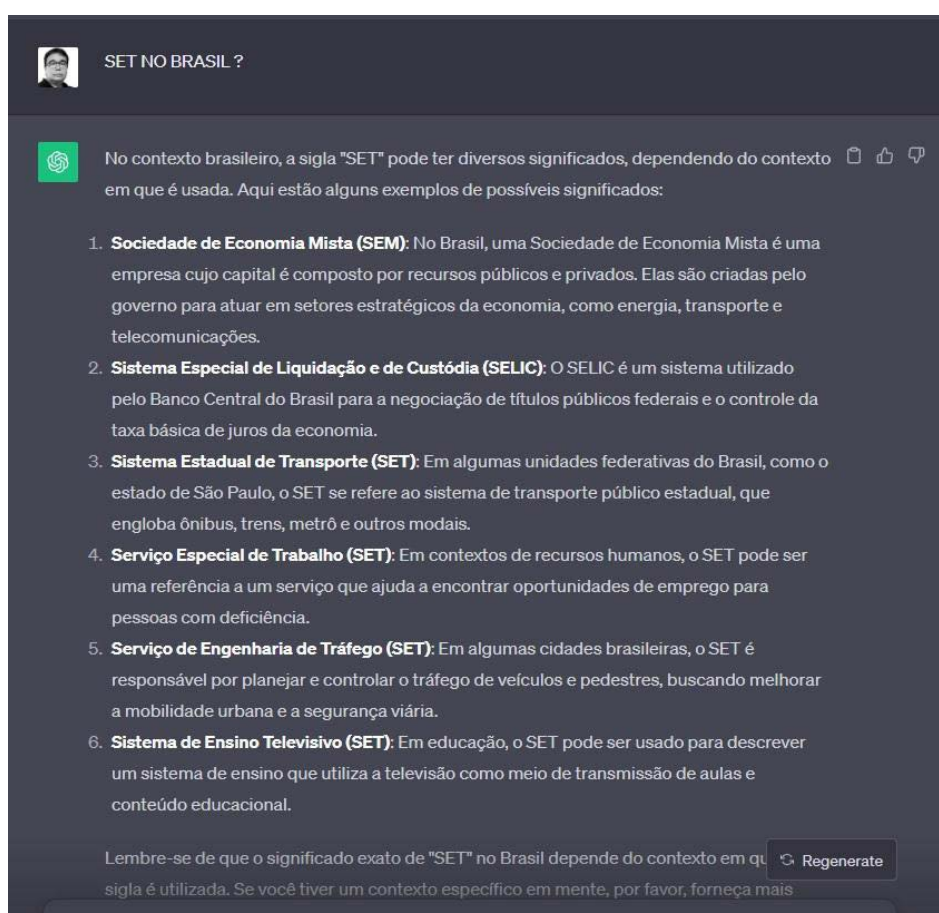 SET NO BRASIL ?
No contexto brasileiro, a sigla "SET" pode ter diversos significados, dependendo do contexto
em que é usada. Aqui estão alguns exemplos de possíveis significados:
1. Sociedade de Economia Mista (SEM): No Brasil, uma Sociedade de Economia Mista é uma
empresa cujo capital é composto por recursos públicos e privados. Elas são criadas pelo
governo para atuar em setores estratégicos da economia, como energia, transporte e
telecomunicações.
2. Sistema Especial de Liquidação e de Custódia (SELIC): O SELIC é um sistema utilizado
pelo Banco Central do Brasil para a negociação de títulos públicos federais e o controle da
taxa básica de juros da economia.
3. Sistema Estadual de Transporte (SET): Em algumas unidades federativas do Brasil, como o
estado de São Paulo, o SET se refere ao sistema de transporte público estadual, que
engloba ônibus, trens, metrô e outros modais.
4. Serviço Especial de Trabalho (SET): Em contextos de recursos humanos, o SET pode ser
uma referência a um serviço que ajuda a encontrar oportunidades de emprego para
pessoas com deficiência.
5. Serviço de Engenharia de Tráfego (SET): Em algumas cidades brasileiras, o SET é
responsável por planejar e controlar o tráfego de veículos e pedestres, buscando melhorar
a mobilidade urbana e a segurança viária.
6. Sistema de Ensino Televisivo (SET): Em educação, o SET pode ser usado para descrever
um sistema de ensino que utiliza a televisão como meio de transmissão de aulas e
conteúdo educacional.
Lembre-se de que o significado exato de "SET" no Brasil depende do contexto em
Regenerate
sigla é utilizada. Se você tiver um contexto específico em mente, por favor, forneça mais